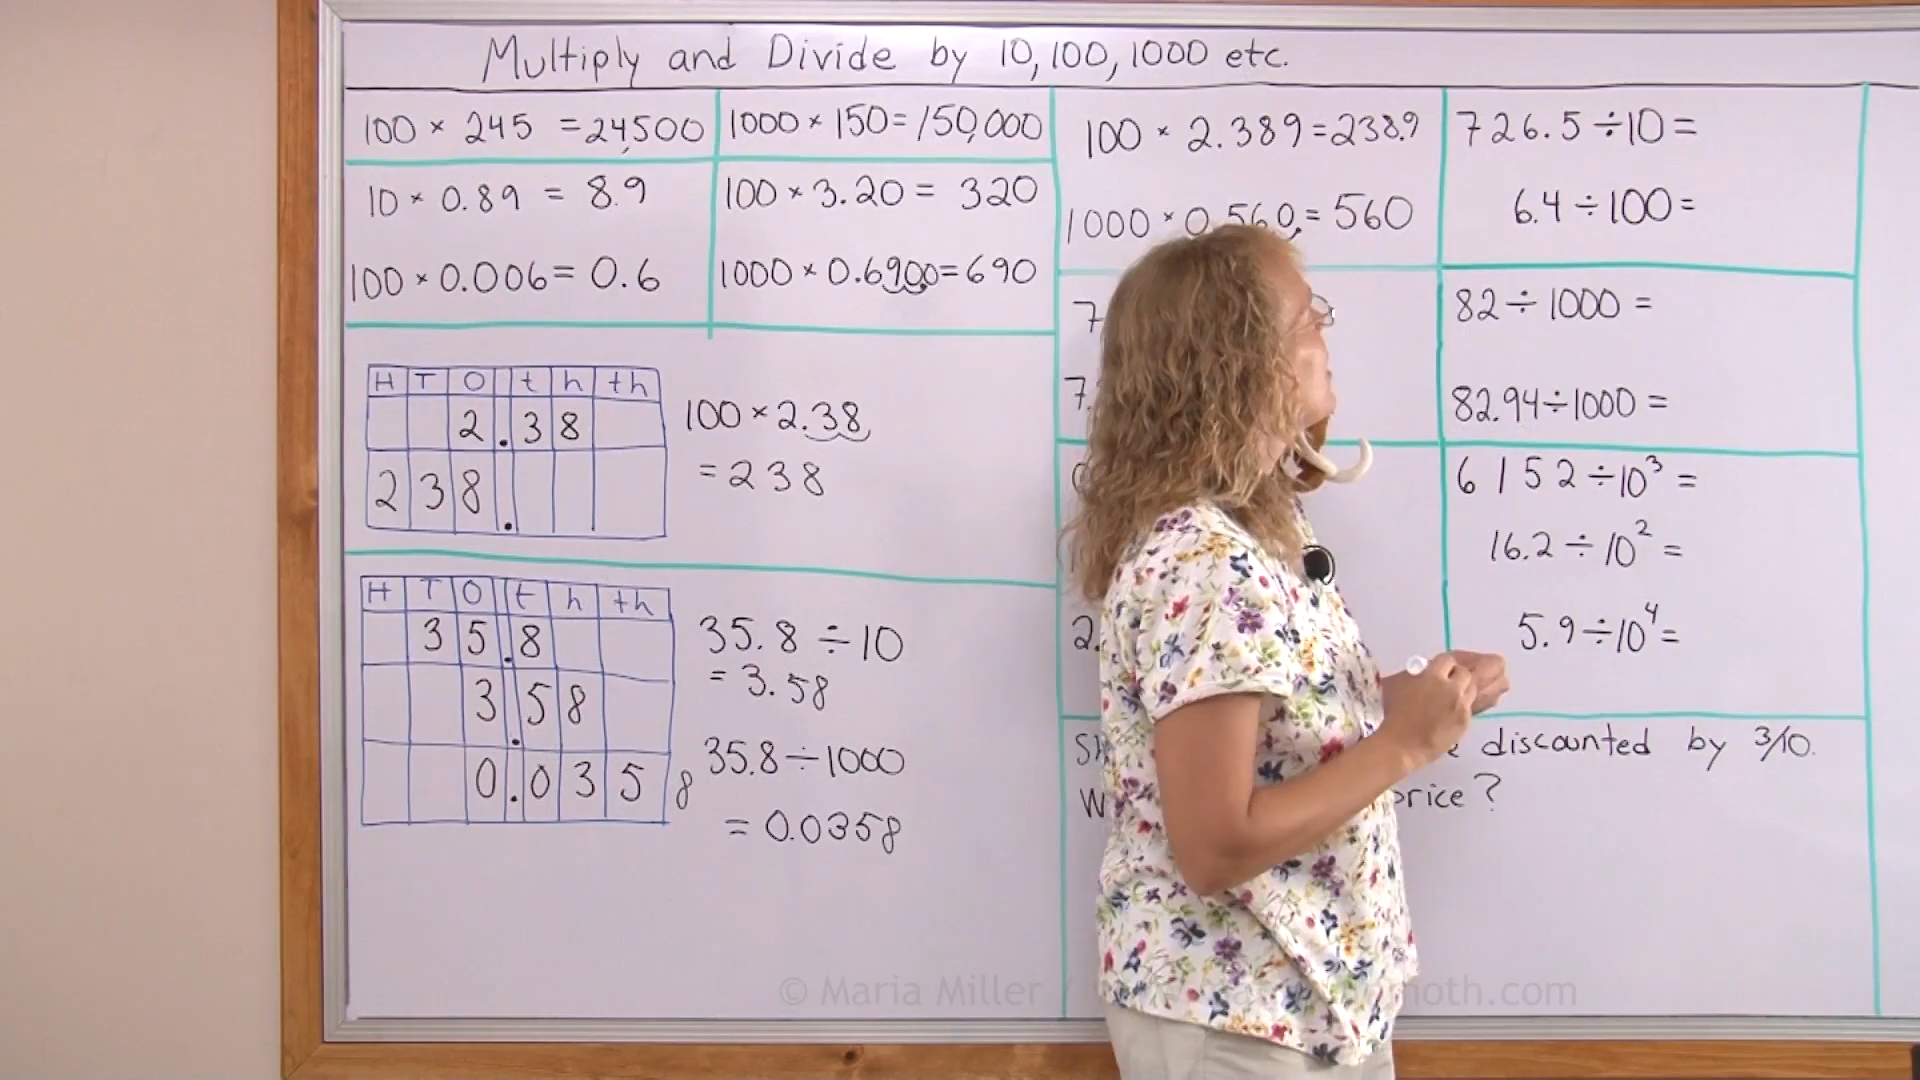 Multiply and Divide by 10, 100, 1000 etc.
100 × 245 = 24,500
1000 × 150 = 150,000
10 × 0.89 = 8.9
100 × 3.20 = 320
100 × 0.006 = 0.6
1000 × 0.6900 = 690
H T O t h th
2 . 3 8
2 3 8 .
100 × 2.38
= 238
H T O t h th
3 5 . 8
3 . 5 8
0 . 0 3 5 8
35.8 ÷ 10
= 3.58
35.8 ÷ 1000
= 0.0358
100 × 2.389 = 238.9
1000 × 0.560 = 560
726.5 ÷ 10 =
6.4 ÷ 100 =
82 ÷ 1000 =
82.94 ÷ 1000 =
6152 ÷ 10³ =
16.2 ÷ 10² =
5.9 ÷ 10⁴ =
discounted by 3/10.
price?
© Maria Miller /